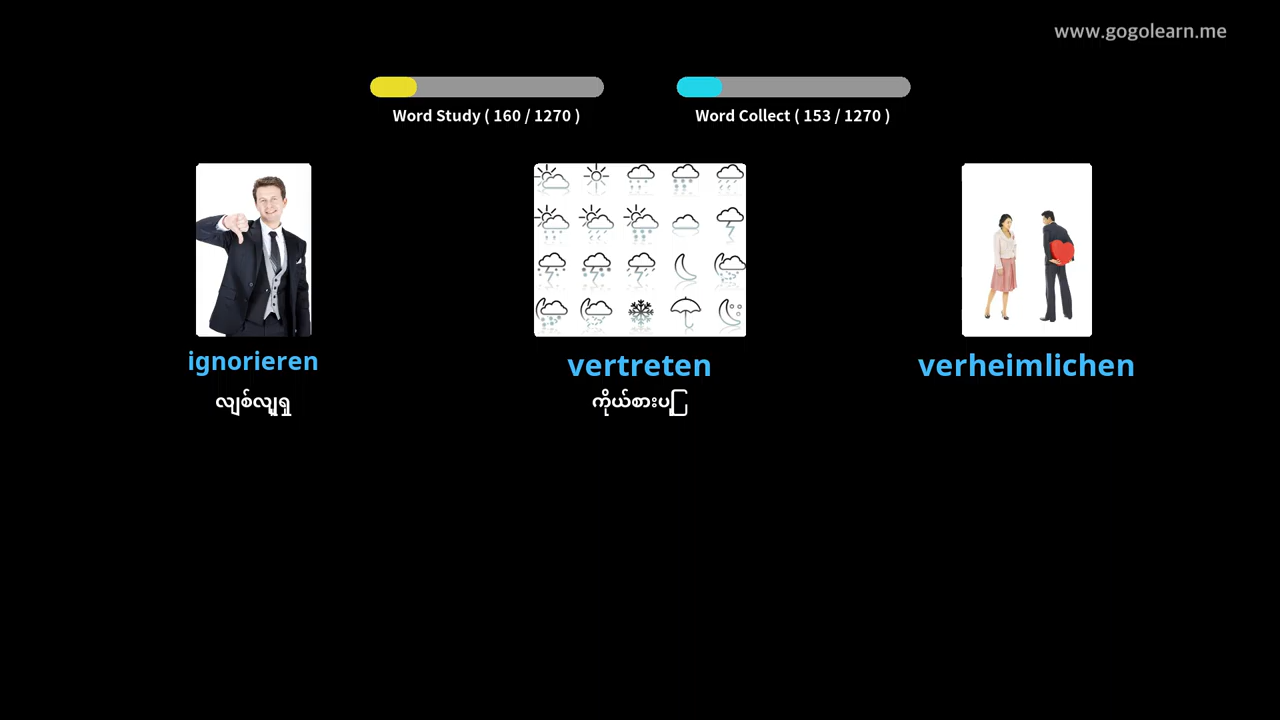 www.gogolearn.me
Word Study ( 160 / 1270 )
Word Collect ( 153 / 1270 )
ignorieren
vertreten
verheimlichen
လျစ်လျူရှု
ကိုယ်စားပြု